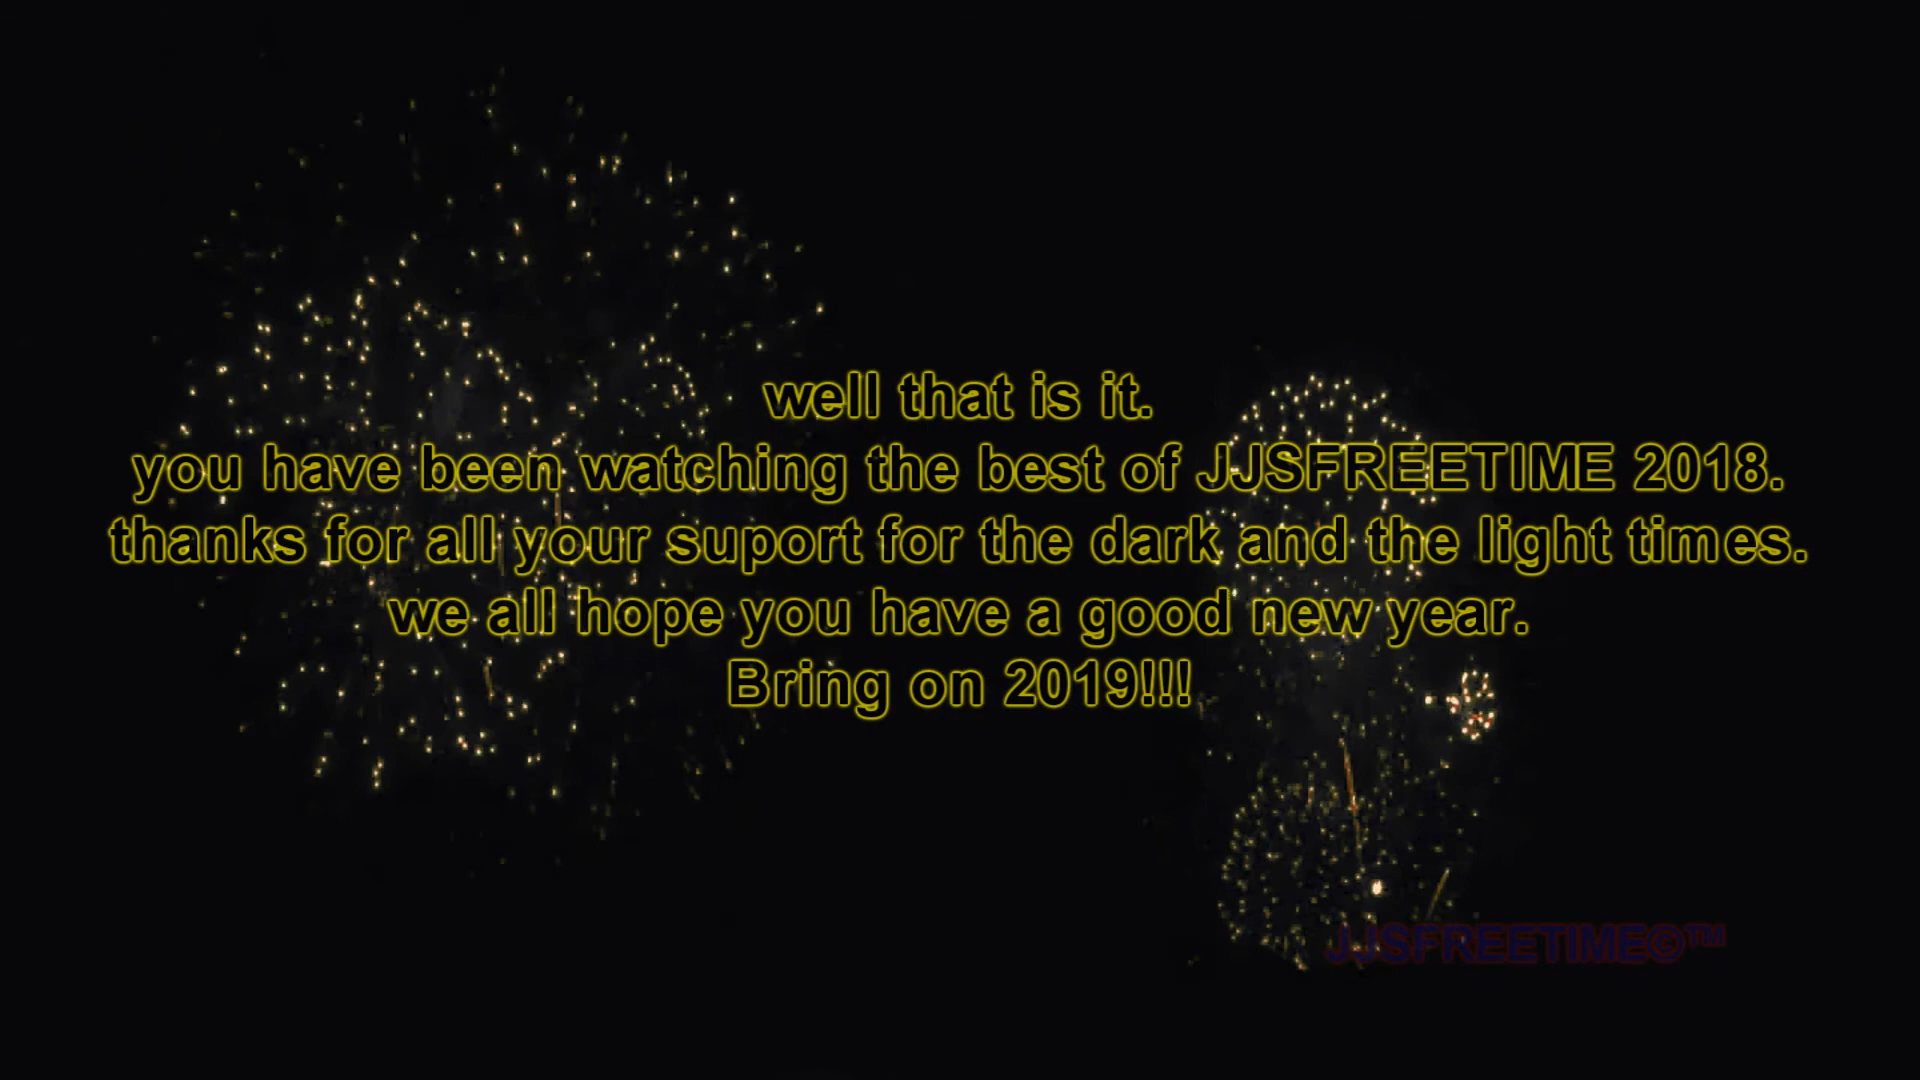 well that is it.
you have been watching the best of JJSFREETIME 2018.
thanks for all your suport for the dark and the light times.
we all hope you have a good new year.
Bring on 2019!!!
JJSFREETIME©™